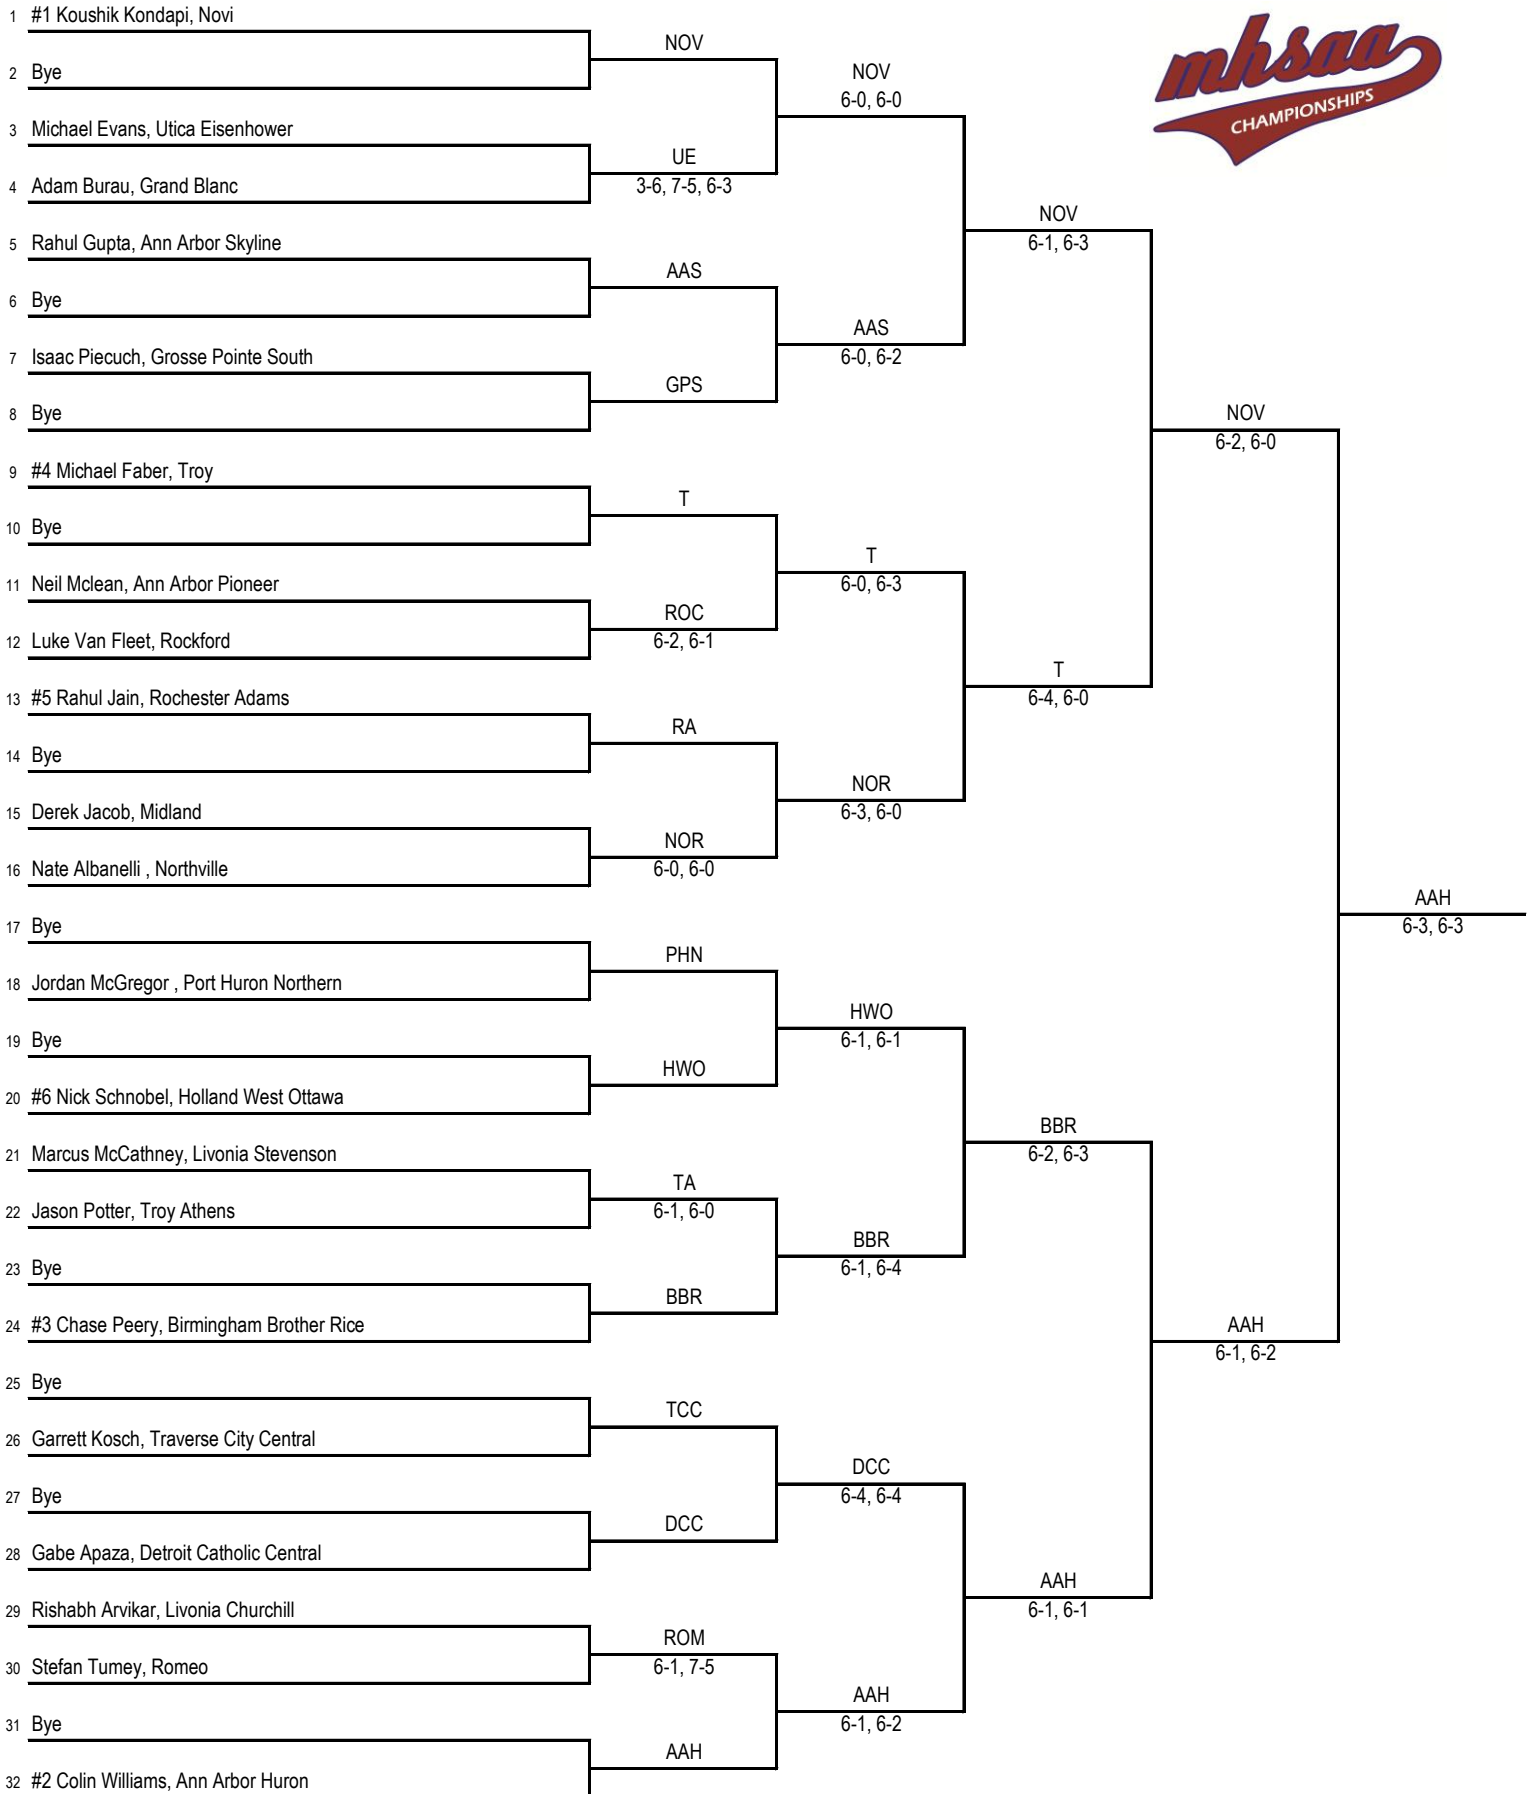 1 #1 Koushik Kondapi, Novi
2 Bye
3 Michael Evans, Utica Eisenhower
4 Adam Burau, Grand Blanc
5 Rahul Gupta, Ann Arbor Skyline
6 Bye
7 Isaac Piecuch, Grosse Pointe South
8 Bye
9 #4 Michael Faber, Troy
10 Bye
11 Neil Mclean, Ann Arbor Pioneer
12 Luke Van Fleet, Rockford
13 #5 Rahul Jain, Rochester Adams
14 Bye
15 Derek Jacob, Midland
16 Nate Albanelli , Northville
17 Bye
18 Jordan McGregor , Port Huron Northern
19 Bye
20 #6 Nick Schnobel, Holland West Ottawa
21 Marcus McCathney, Livonia Stevenson
22 Jason Potter, Troy Athens
23 Bye
24 #3 Chase Peery, Birmingham Brother Rice
25 Bye
26 Garrett Kosch, Traverse City Central
27 Bye
28 Gabe Apaza, Detroit Catholic Central
29 Rishabh Arvikar, Livonia Churchill
30 Stefan Tumey, Romeo
31 Bye
32 #2 Colin Williams, Ann Arbor Huron
NOV
UE
3-6, 7-5, 6-3
AAS
GPS
T
ROC
6-2, 6-1
RA
NOR
6-0, 6-0
PHN
HWO
TA
6-1, 6-0
BBR
TCC
DCC
ROM
6-1, 7-5
AAH
NOV
6-0, 6-0
AAS
6-0, 6-2
T
6-0, 6-3
NOR
6-3, 6-0
HWO
6-1, 6-1
BBR
6-1, 6-4
DCC
6-4, 6-4
AAH
6-1, 6-2
NOV
6-1, 6-3
T
6-4, 6-0
BBR
6-2, 6-3
AAH
6-1, 6-1
NOV
6-2, 6-0
AAH
6-1, 6-2
AAH
6-3, 6-3
mhsaa
CHAMPIONSHIPS